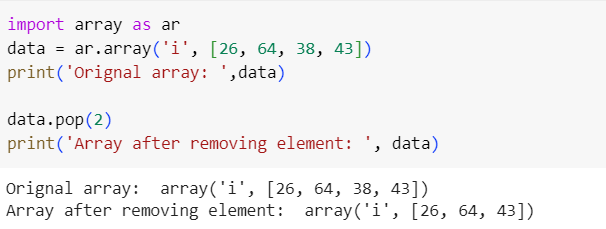 import array as ar
data = ar.array('i', [26, 64, 38, 43])
print('Orignal array: ',data)
data.pop(2)
print('Array after removing element: ', data)
Orignal array:  array('i', [26, 64, 38, 43])
Array after removing element:  array('i', [26, 64, 43])